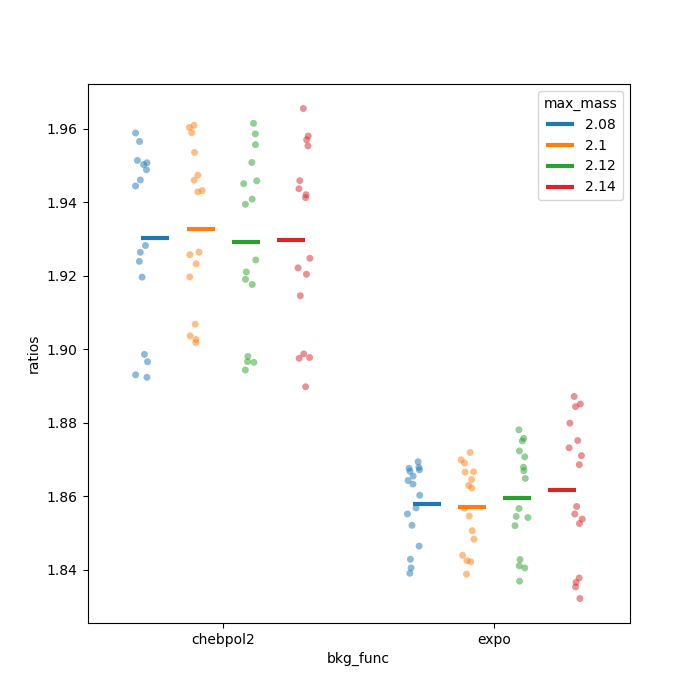 max_mass
2.08
2.1
2.12
2.14
1.96
1.94
1.92
1.90
1.88
1.86
1.84
ratios
chebpol2
expo
bkg_func